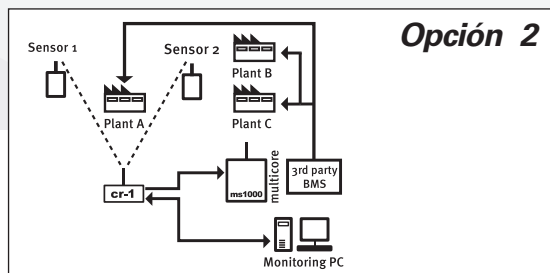 Opción 2
Sensor 1
Sensor 2
Plant B
Plant A
Plant C
cr-1
ms1000
multicore
3rd party
BMS
Monitoring PC